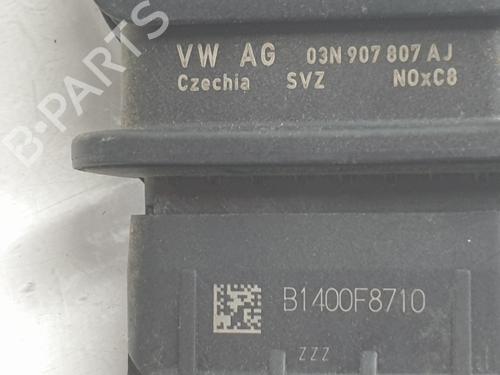 VW AG 03N 907 807 AJ
Czechia SVZ NOxC8
B1400F8710
ZZZ
B-PARTS